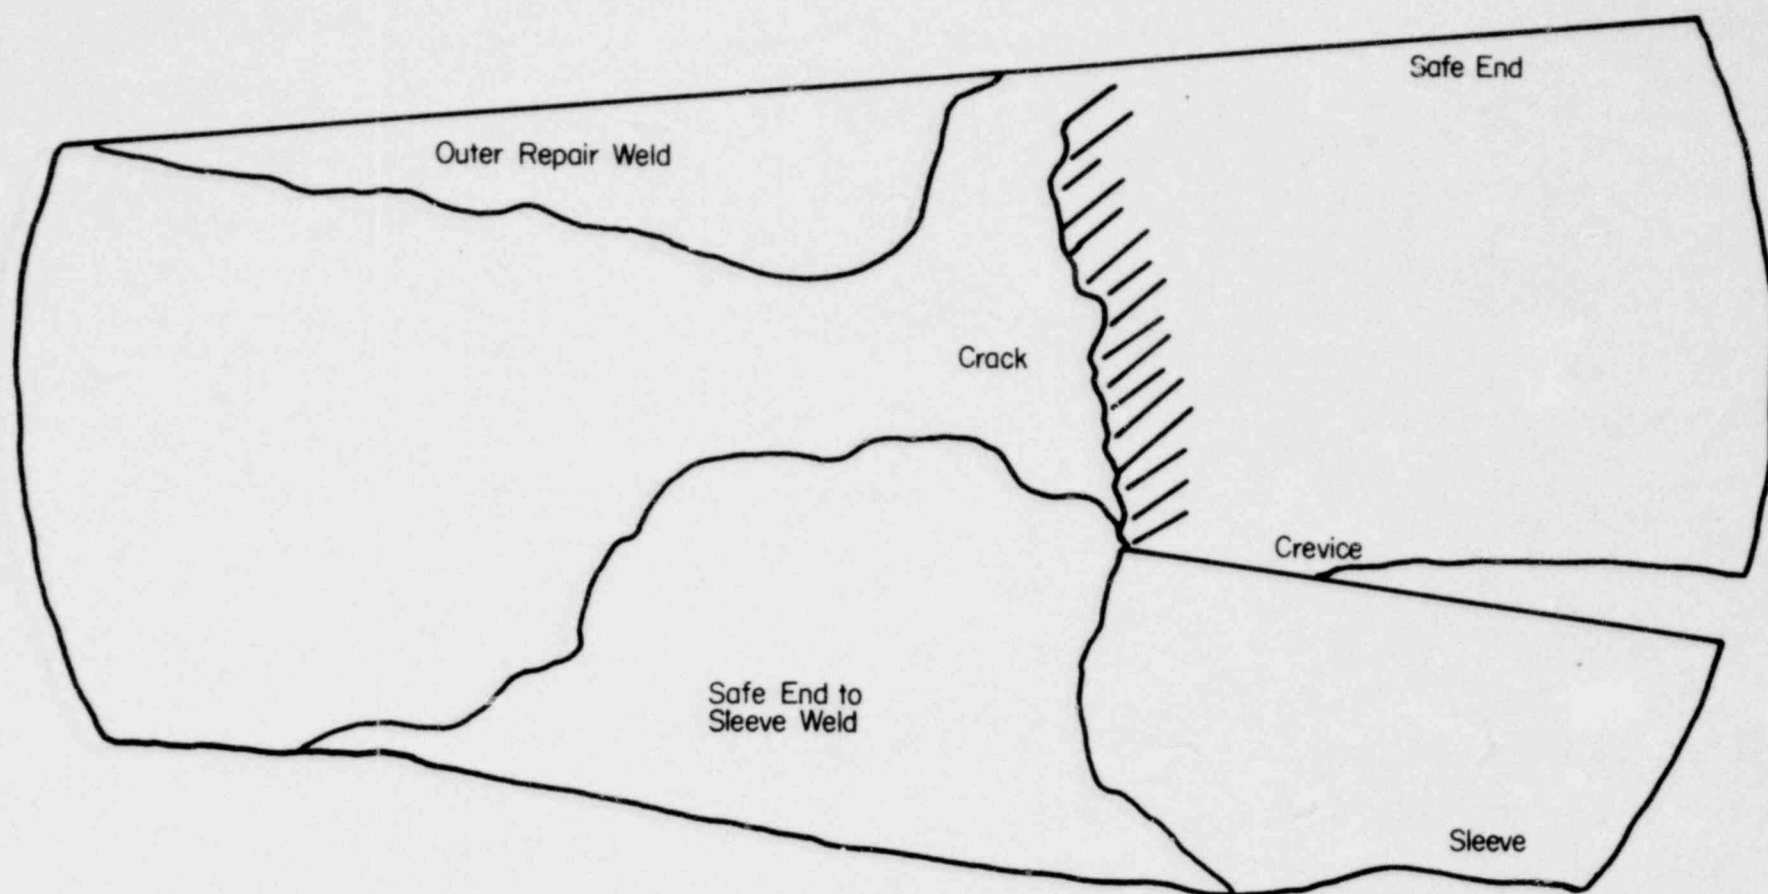 Safe End
Outer Repair Weld
Crack
Crevice
Safe End to
Sleeve Weld
Sleeve